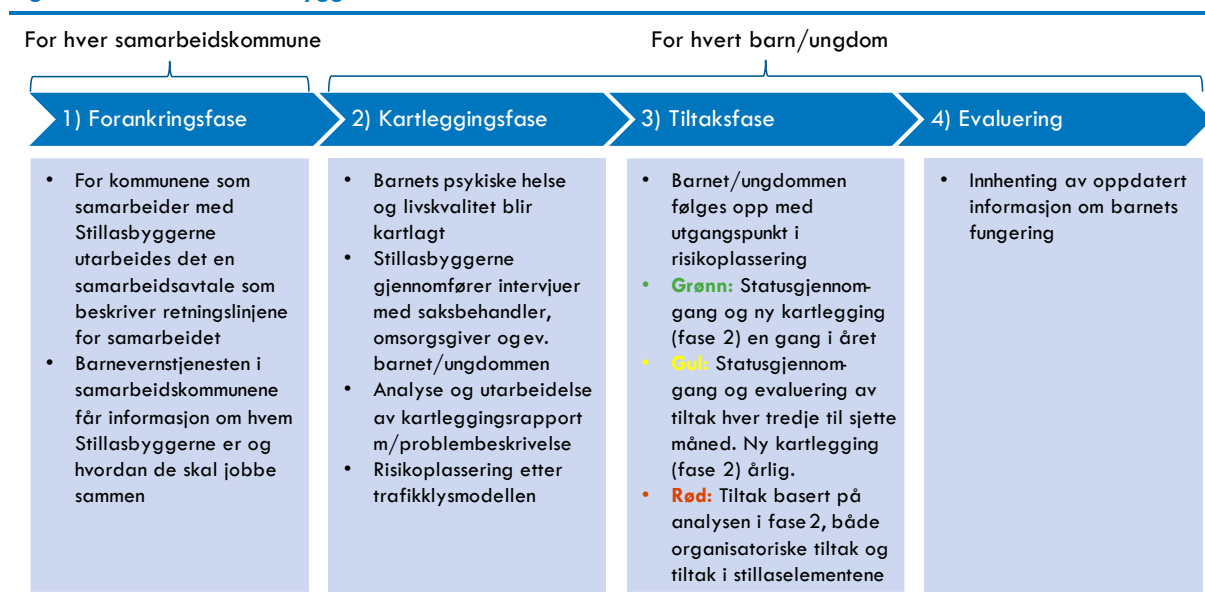 For hver samarbeidskommune
For hvert barn/ungdom
1) Forankringsfase
2) Kartleggingsfase
3) Tiltaksfase
4) Evaluering
• For kommunene som
samarbeider med
Stillasbyggerne
utarbeides det en
samarbeidsavtale som
beskriver retningslinjene
for samarbeidet
• Barnevernstjenesten i
samarbeidskommunene
får informasjon om hvem
Stillasbyggerne er og
hvordan de skal jobbe
sammen
• Barnets psykiske helse
og livskvalitet blir
kartlagt
• Stillasbyggerne
gjennomfører intervjuer
med saksbehandler,
omsorgsgiver og ev.
barnet/ungdommen
• Analyse og utarbeidelse
av kartleggingsrapport
m/problembeskrivelse
• Risikoplassering etter
trafikklysmodellen
• Barnet/ungdommen
følges opp med
utgangspunkt i
risikoplassering
• Grønn: Statusgjennom-
gang og ny kartlegging
(fase 2) en gang i året
• Gul: Statusgjennom-
gang og evaluering av
tiltak hver tredje til sjette
måned. Ny kartlegging
(fase 2) årlig.
• Rød: Tiltak basert på
analysen i fase 2, både
organisatoriske tiltak og
tiltak i stillaselementene
• Innhenting av oppdatert
informasjon om barnets
fungering